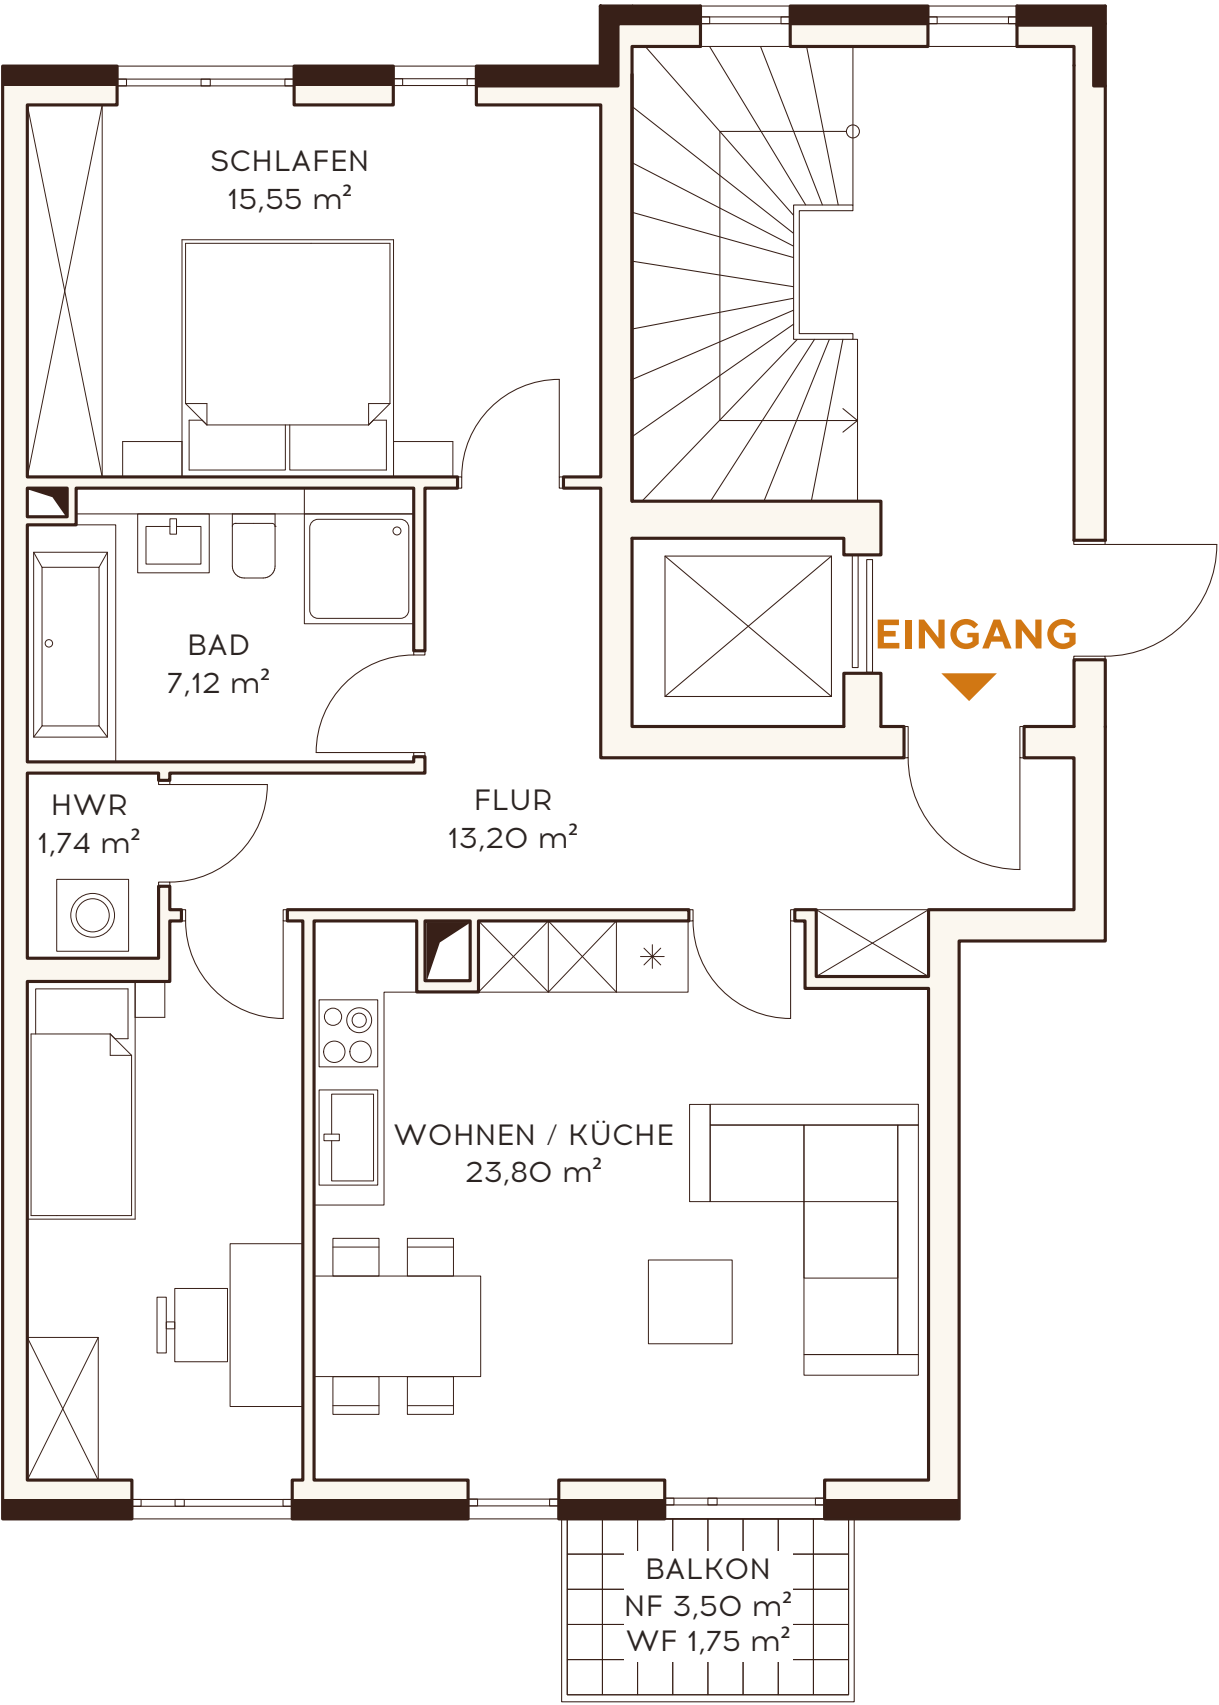 SCHLAFEN
15,55 m²
EINGANG
BAD
7,12 m²
HWR
1,74 m²
FLUR
13,20 m²
WOHNEN / KÜCHE
23,80 m²
BALKON
NF 3,50 m²
WF 1,75 m²